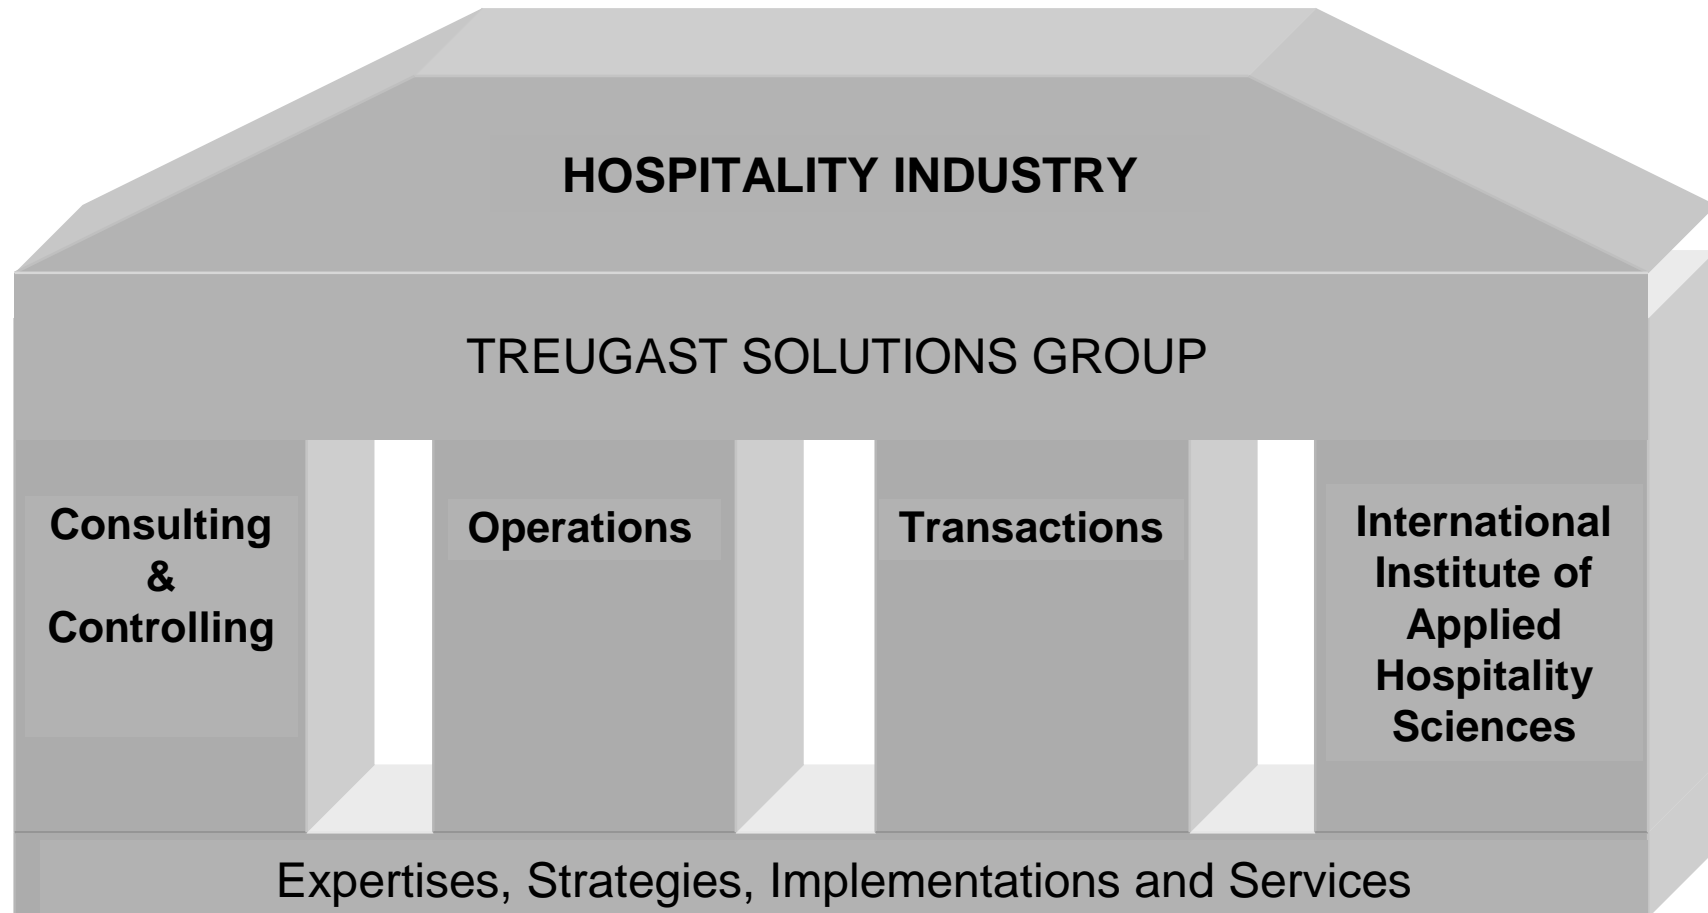 HOSPITALITY INDUSTRY
TREUGAST SOLUTIONS GROUP
Consulting
&
Controlling
Operations
Transactions
International
Institute of
Applied
Hospitality
Sciences
Expertises, Strategies, Implementations and Services